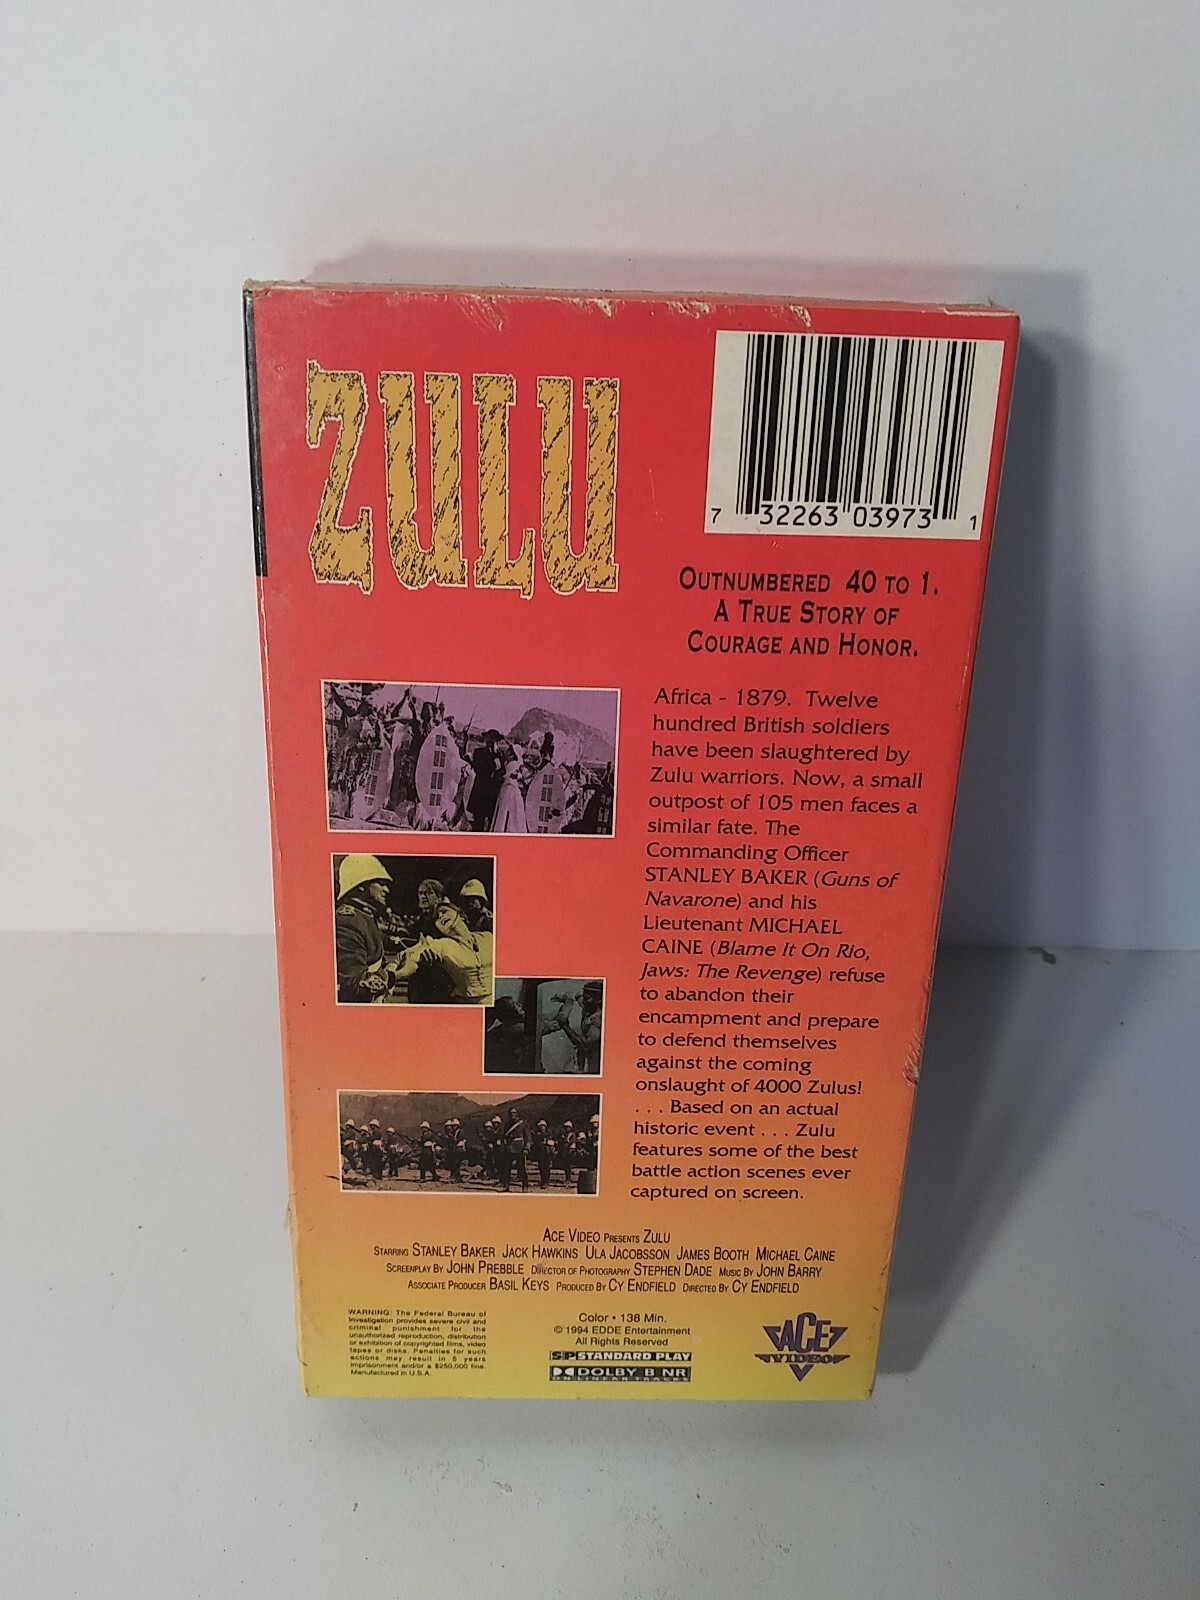 ZULU
7 32263 03973 1
OUTNUMBERED 40 TO 1.
A TRUE STORY OF
COURAGE AND HONOR.
Africa - 1879. Twelve
hundred British soldiers
have been slaughtered by
Zulu warriors. Now, a small
outpost of 105 men faces a
similar fate. The
Commanding Officer
STANLEY BAKER (Guns of
Navarone) and his
Lieutenant MICHAEL
CAINE (Blame It On Rio,
Jaws: The Revenge) refuse
to abandon their
encampment and prepare
to defend themselves
against the coming
onslaught of 4000 Zulus!
. . . Based on an actual
historic event . . . Zulu
features some of the best
battle action scenes ever
captured on screen.
ACE VIDEO PRESENTS ZULU
STARRING STANLEY BAKER JACK HAWKINS ULA JACOBSSON JAMES BOOTH MICHAEL CAINE
SCREENPLAY BY JOHN PREBBLE DIRECTOR OF PHOTOGRAPHY STEPHEN DADE MUSIC BY JOHN BARRY
ASSOCIATE PRODUCER BASIL KEYS PRODUCED BY CY ENDFIELD DIRECTED BY CY ENDFIELD
WARNING: The Federal Bureau of
Investigation provides severe civil and
criminal punishment for the
unauthorized reproduction, distribution
or exhibition of copyrighted films, video
tapes or disks. Penalties for such
actions may result in 5 years
imprisonment and/or a $250,000 fine.
Manufactured in U.S.A.
Color • 138 Min.
© 1994 EDDE Entertainment
All Rights Reserved
SP STANDARD PLAY
DOLBY B NR
ON LINEAR TRACKS
ACE
VIDEO